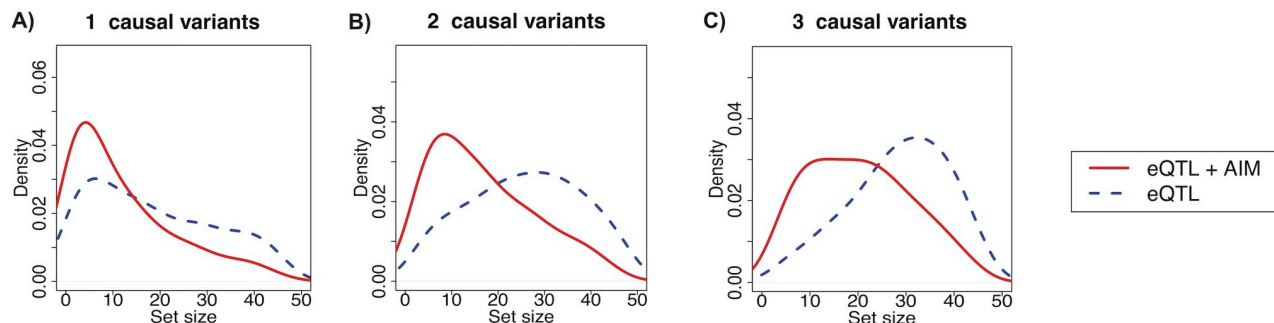 A) 1 causal variants
Density
0.00 0.02 0.04 0.06
0 10 20 30 40 50
Set size
B) 2 causal variants
Density
0.00 0.02 0.04
0 10 20 30 40 50
Set size
C) 3 causal variants
Density
0.00 0.02 0.04
0 10 20 30 40 50
Set size
eQTL + AIM
eQTL